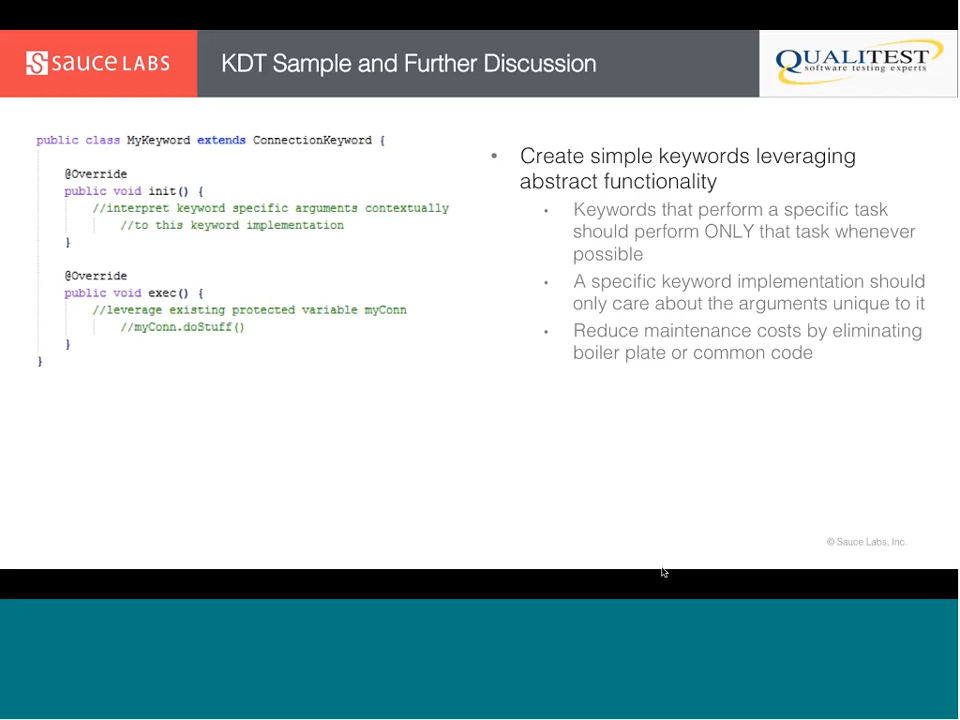 SAUCE LABS
KDT Sample and Further Discussion
QUALITEST
software testing experts
public class MyKeyword extends ConnectionKeyword {
@Override
public void init() {
//interpret keyword specific arguments contextually
//to this keyword implementation
}
@Override
public void exec() {
//leverage existing protected variable myConn
//myConn.doStuff()
}
}
• Create simple keywords leveraging
abstract functionality
• Keywords that perform a specific task
should perform ONLY that task whenever
possible
• A specific keyword implementation should
only care about the arguments unique to it
• Reduce maintenance costs by eliminating
boiler plate or common code
© Sauce Labs, Inc.